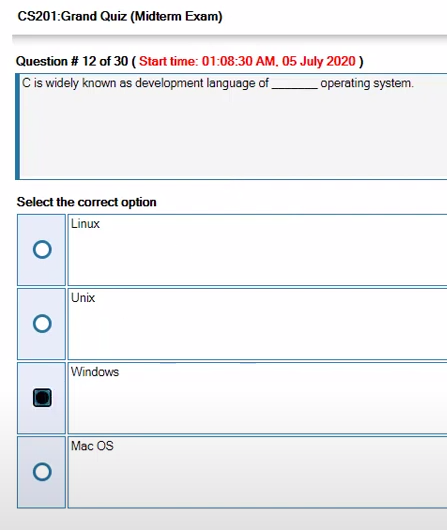 CS201:Grand Quiz (Midterm Exam)
Question # 12 of 30 ( Start time: 01:08:30 AM, 05 July 2020 )
C is widely known as development language of _______ operating system.
Select the correct option
Linux
Unix
Windows
Mac OS